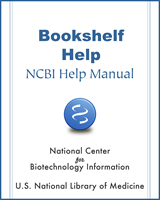 Bookshelf
Help
NCBI Help Manual
National Center
for
Biotechnology Information
U.S. National Library of Medicine